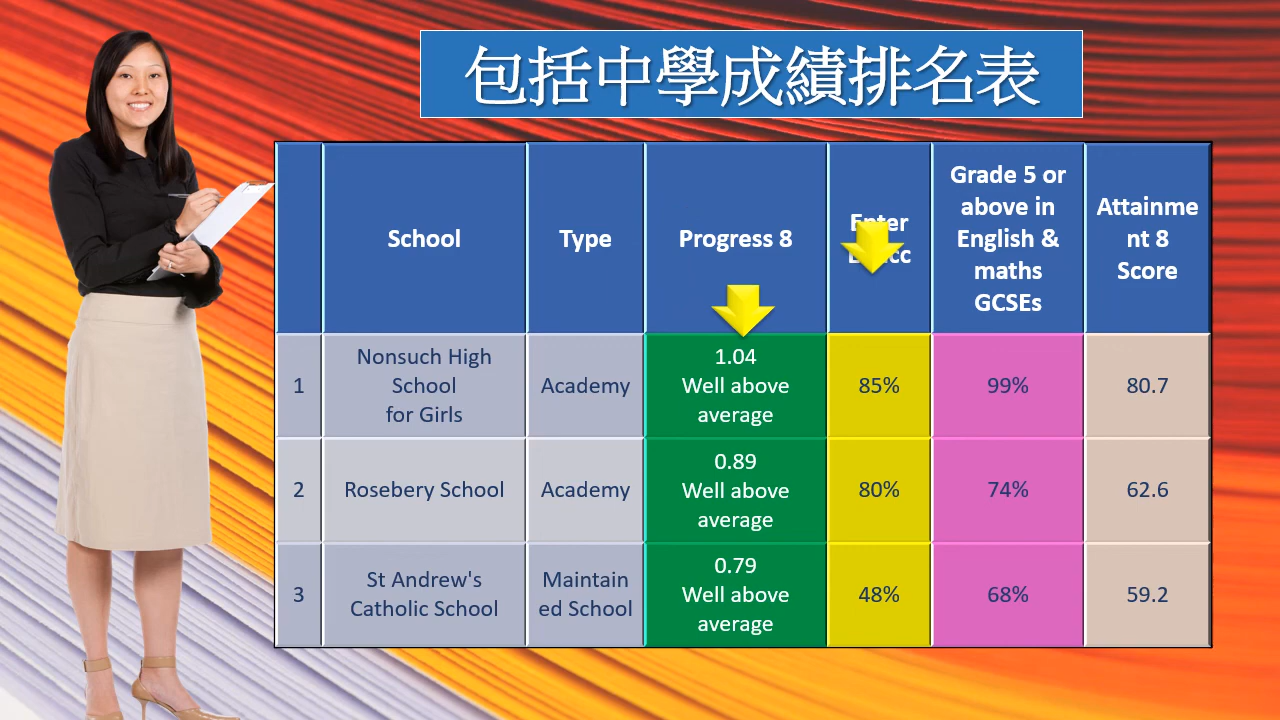 包括中學成績排名表
School
Type
Progress 8
Enter
Grade 5 or
above in
English &
maths
GCSEs
Attainme
nt 8
Score
1
Nonsuch High
School
for Girls
Academy
1.04
Well above
average
85%
99%
80.7
2
Rosebery School
Academy
0.89
Well above
average
80%
74%
62.6
3
St Andrew's
Catholic School
Maintain
ed School
0.79
Well above
average
48%
68%
59.2